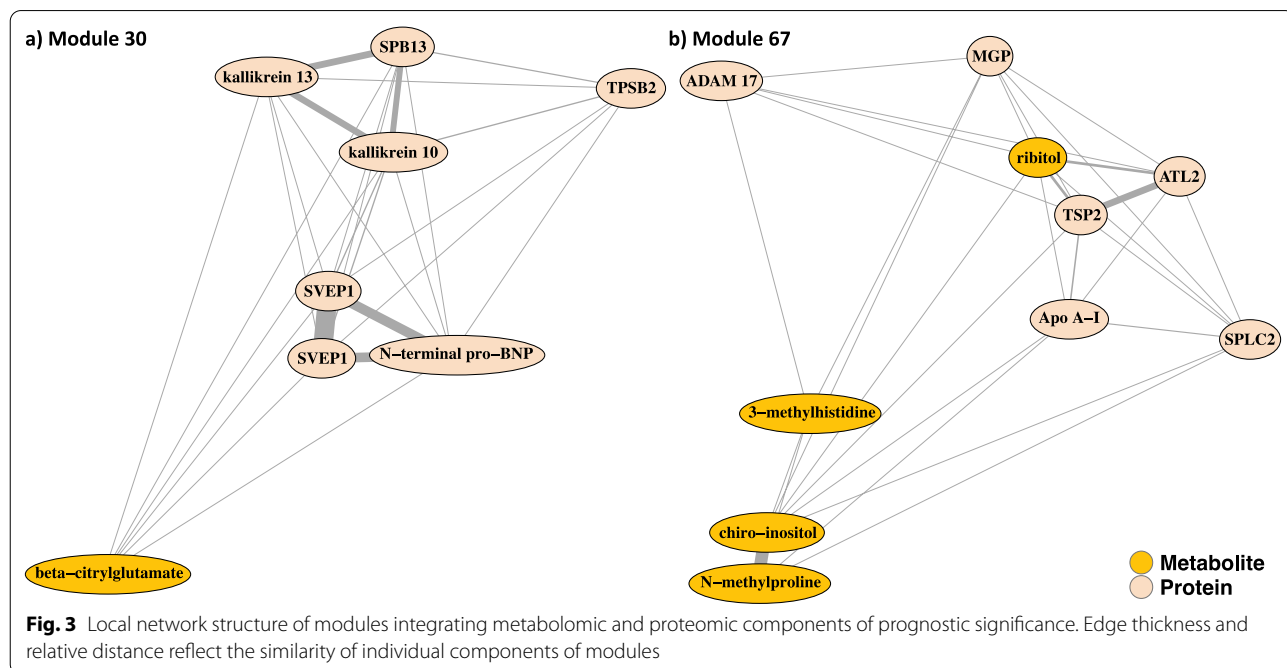 a) Module 30
SPB13
kallikrein 13
TPSB2
kallikrein 10
SVEP1
SVEP1
N−terminal pro−BNP
beta−citrylglutamate
b) Module 67
MGP
ADAM 17
ribitol
ATL2
TSP2
Apo A−I
SPLC2
3−methylhistidine
chiro−inositol
N−methylproline
Metabolite
Protein
Fig. 3 Local network structure of modules integrating metabolomic and proteomic components of prognostic significance. Edge thickness and
relative distance reflect the similarity of individual components of modules